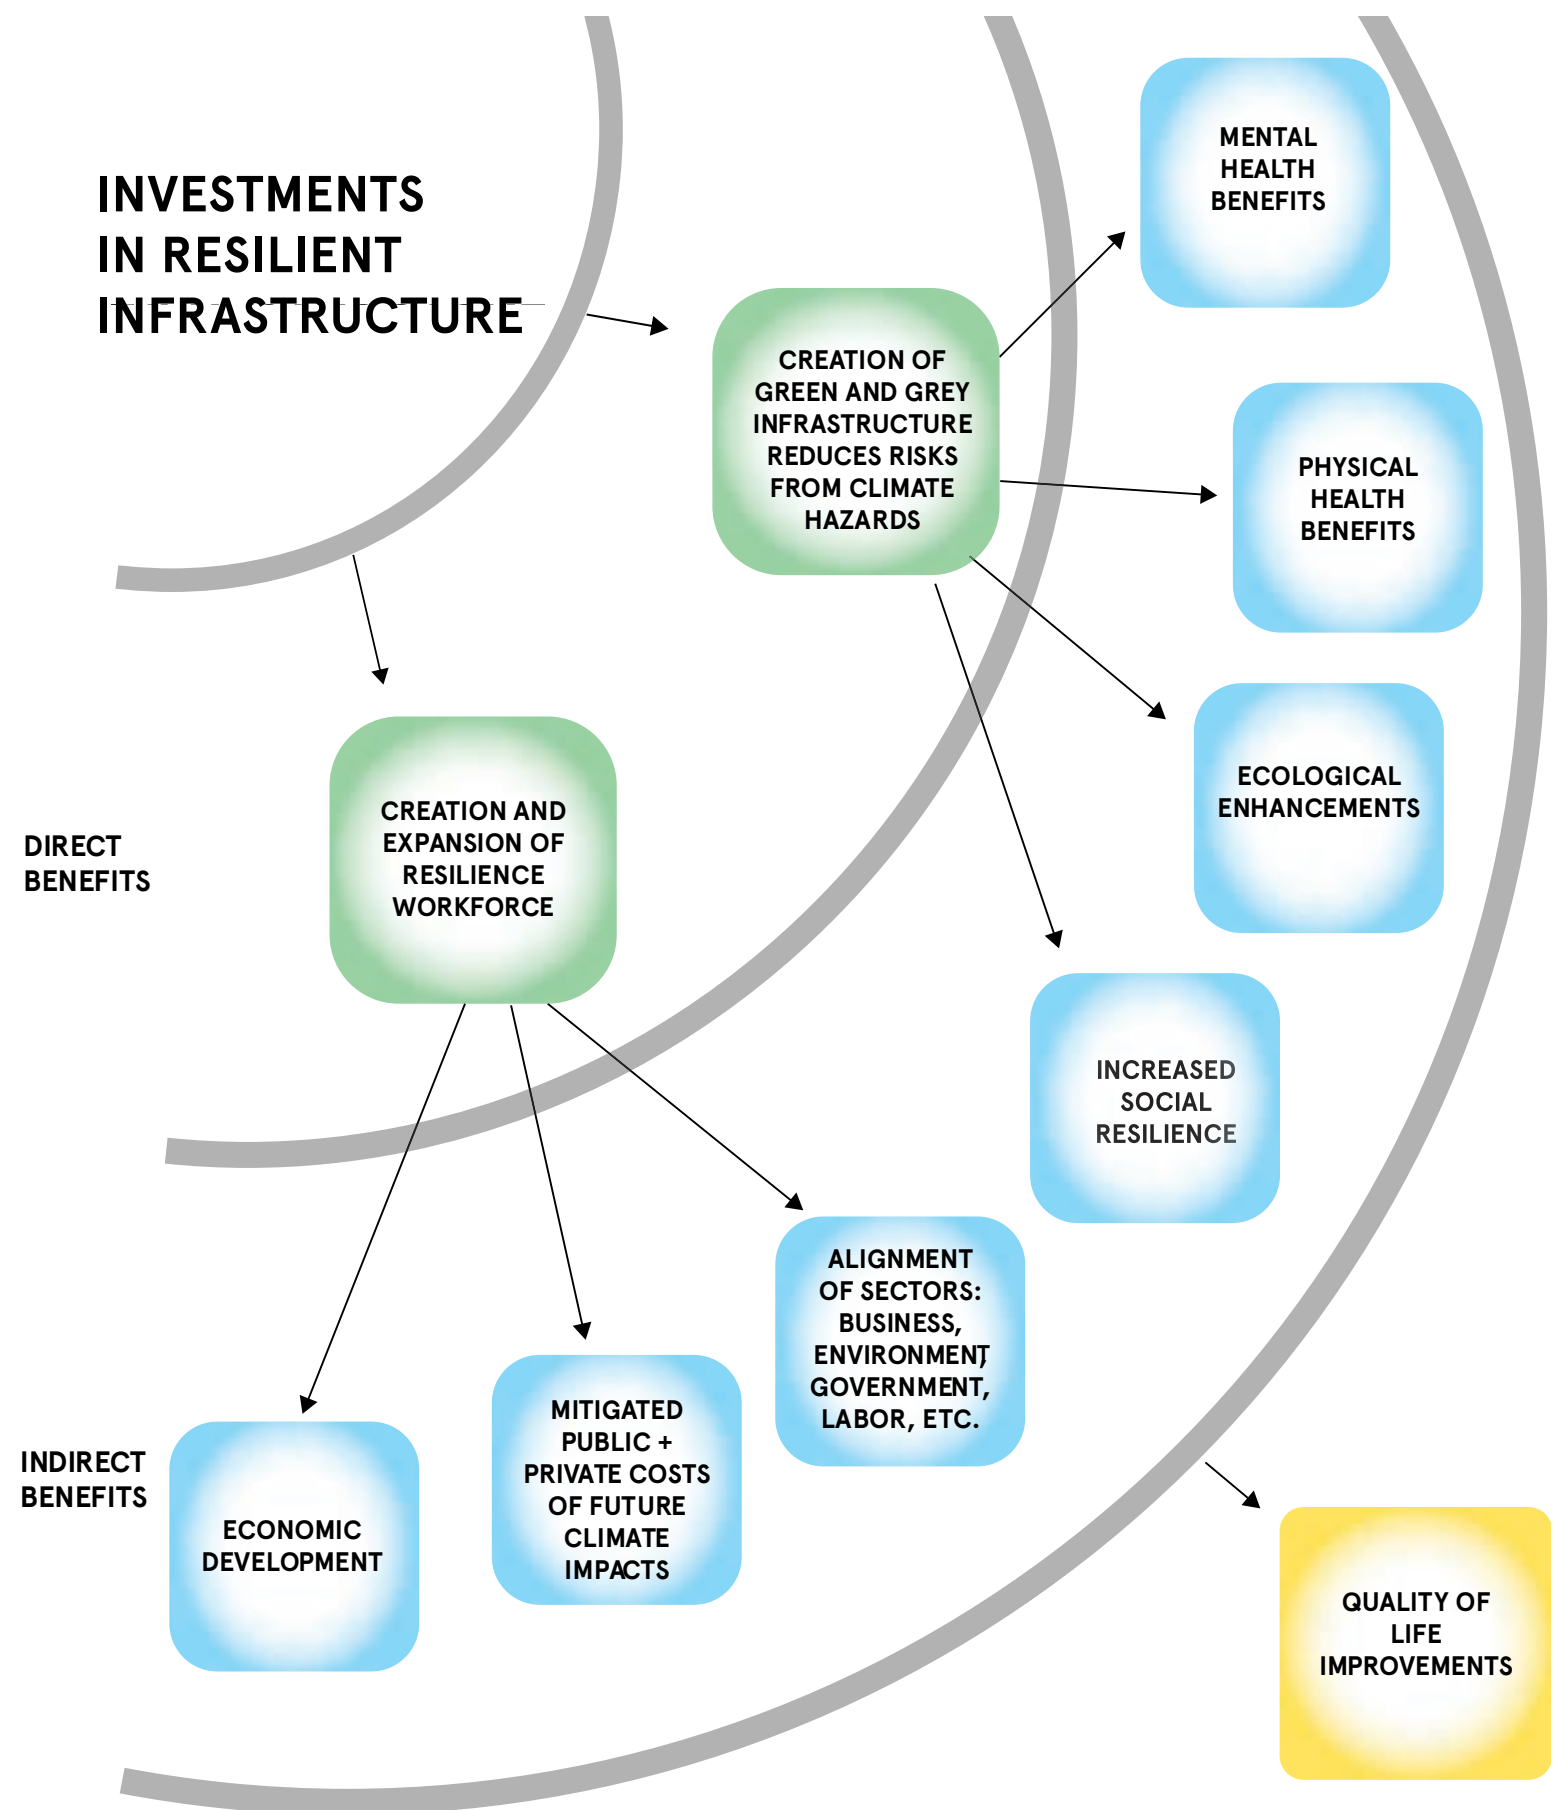 INVESTMENTS
IN RESILIENT
INFRASTRUCTURE
MENTAL
HEALTH
BENEFITS
CREATION OF
GREEN AND GREY
INFRASTRUCTURE
REDUCES RISKS
FROM CLIMATE
HAZARDS
PHYSICAL
HEALTH
BENEFITS
ECOLOGICAL
ENHANCEMENTS
DIRECT
BENEFITS
CREATION AND
EXPANSION OF
RESILIENCE
WORKFORCE
INCREASED
SOCIAL
RESILIENCE
ALIGNMENT
OF SECTORS:
BUSINESS,
ENVIRONMENT,
GOVERNMENT,
LABOR, ETC.
MITIGATED
PUBLIC +
PRIVATE COSTS
OF FUTURE
CLIMATE
IMPACTS
INDIRECT
BENEFITS
ECONOMIC
DEVELOPMENT
QUALITY OF
LIFE
IMPROVEMENTS